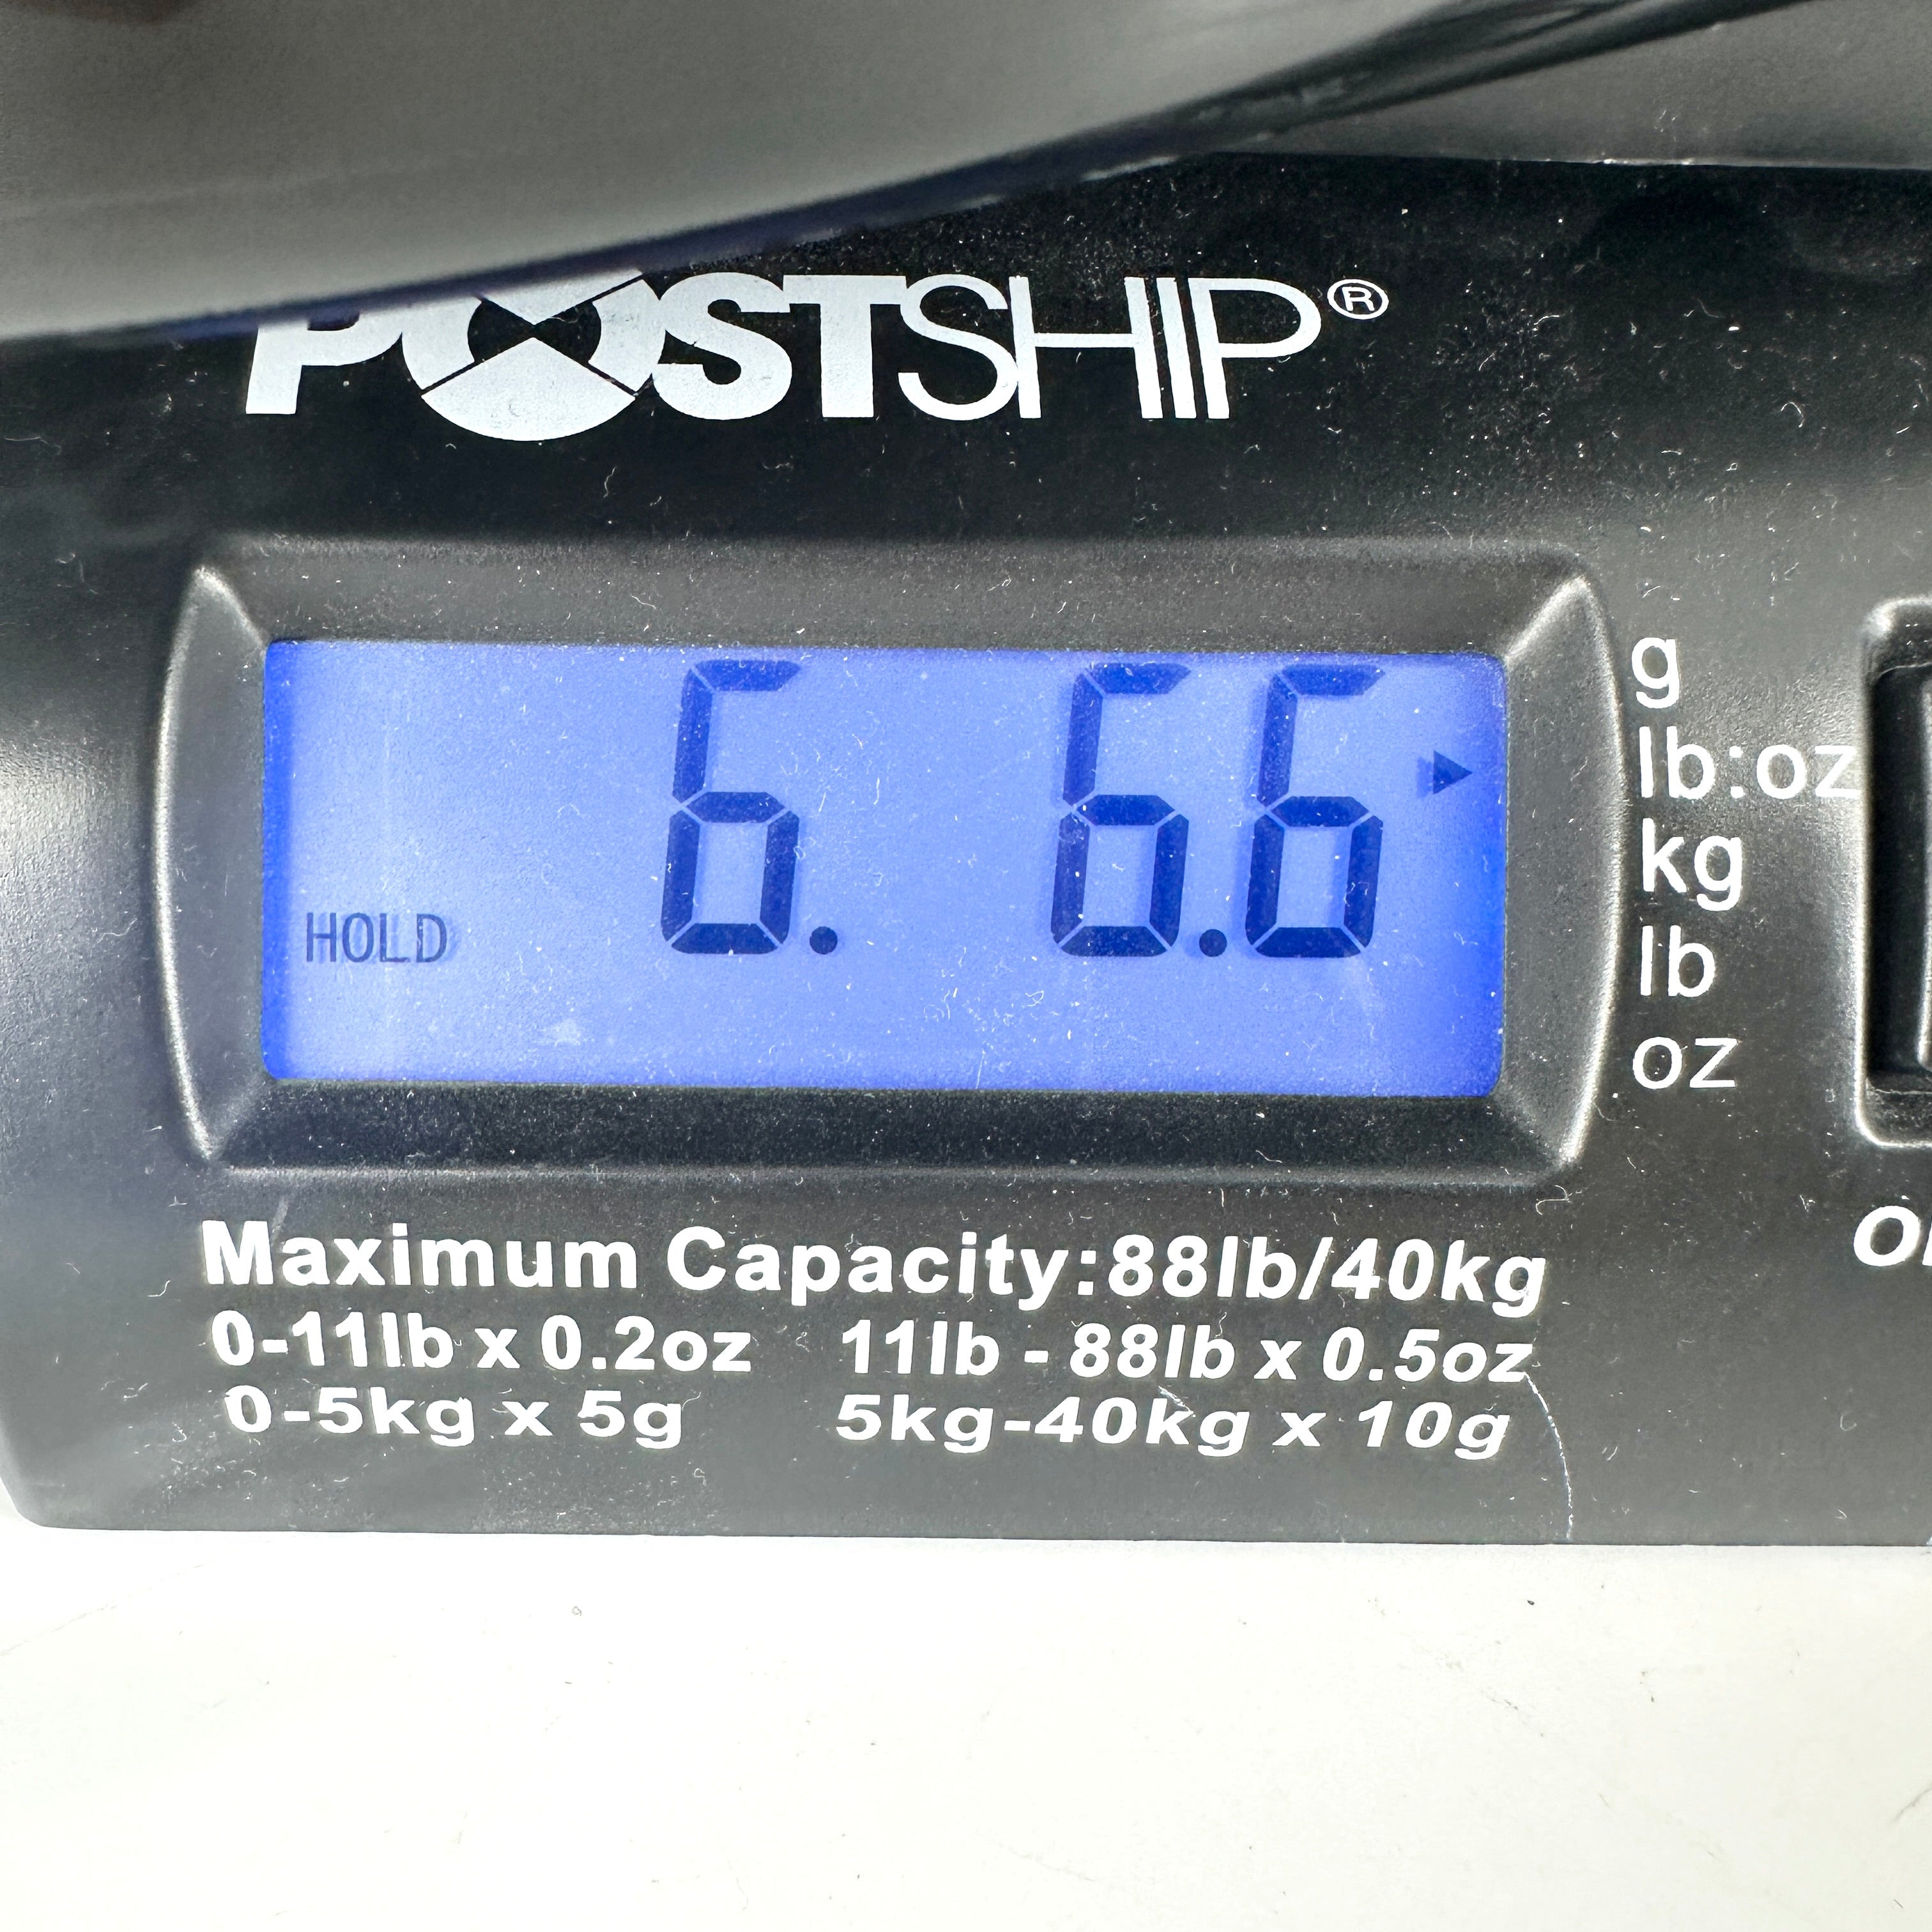 POSTSHIP®
g
lb:oz
kg
lb
oz
HOLD 6. 6.6
Maximum Capacity:88lb/40kg
0-11lb x 0.2oz 11lb - 88lb x 0.5oz
0-5kg x 5g 5kg-40kg x 10g